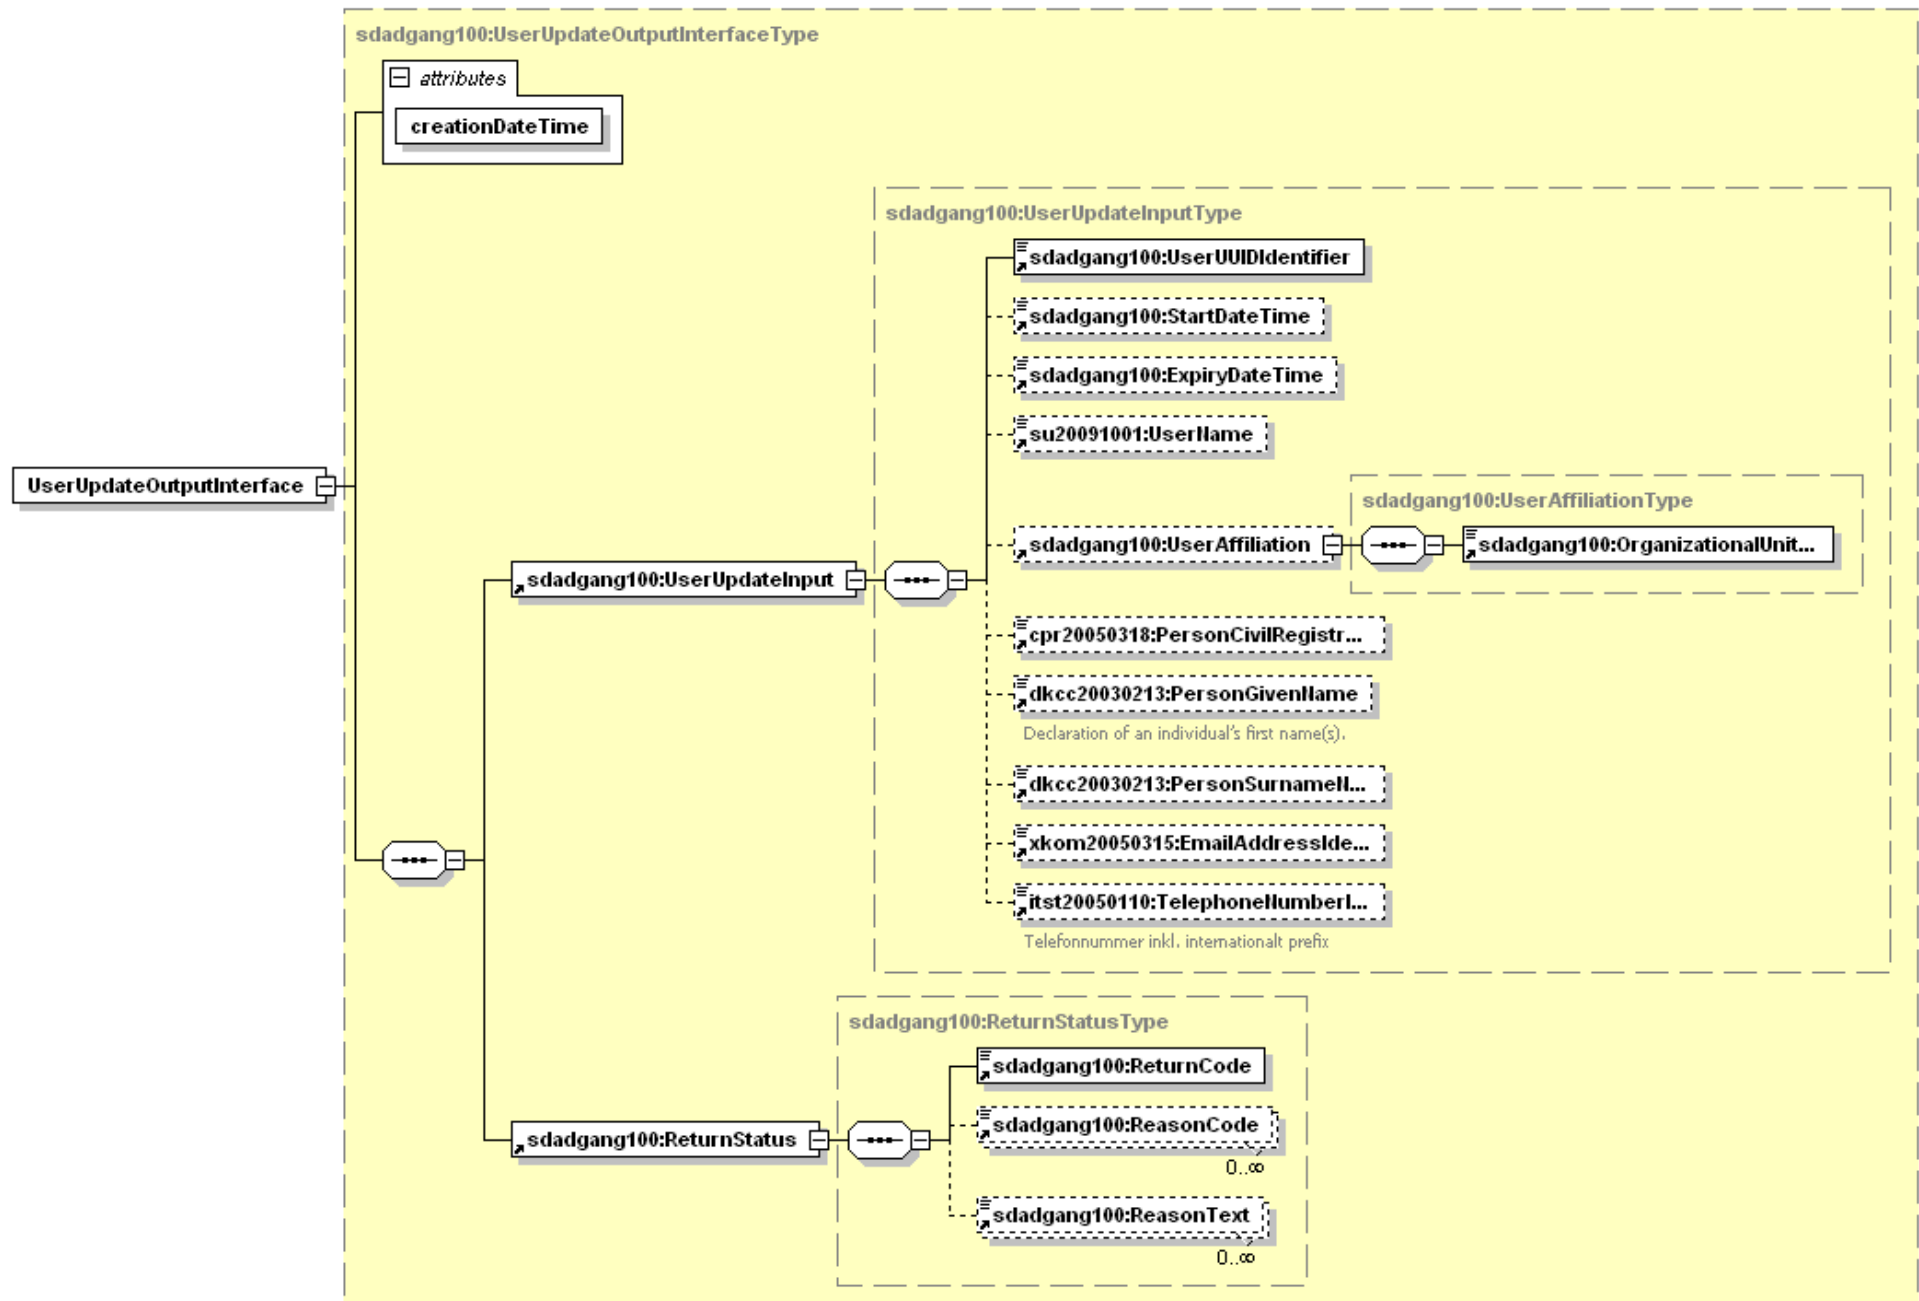 sdadgang100:UserUpdateOutputInterfaceType
attributes
creationDateTime
sdadgang100:UserUpdateInputType
sdadgang100:UserUUIDIdentifier
sdadgang100:StartDateTime
sdadgang100:ExpiryDateTime
su20091001:UserName
UserUpdateOutputInterface
sdadgang100:UserAffiliationType
sdadgang100:UserAffiliation
sdadgang100:OrganizationalUnit...
sdadgang100:UserUpdateInput
cpr20050318:PersonCivilRegistr...
dkcc20030213:PersonGivenName
Declaration of an individual's first name(s).
dkcc20030213:PersonSurnameN...
xkom20050315:EmailAddressIde...
itst20050110:TelephoneNumberI...
Telefonnummer inkl. internationalt prefix
sdadgang100:ReturnStatusType
sdadgang100:ReturnCode
sdadgang100:ReasonCode
0..∞
sdadgang100:ReturnStatus
sdadgang100:ReasonText
0..∞